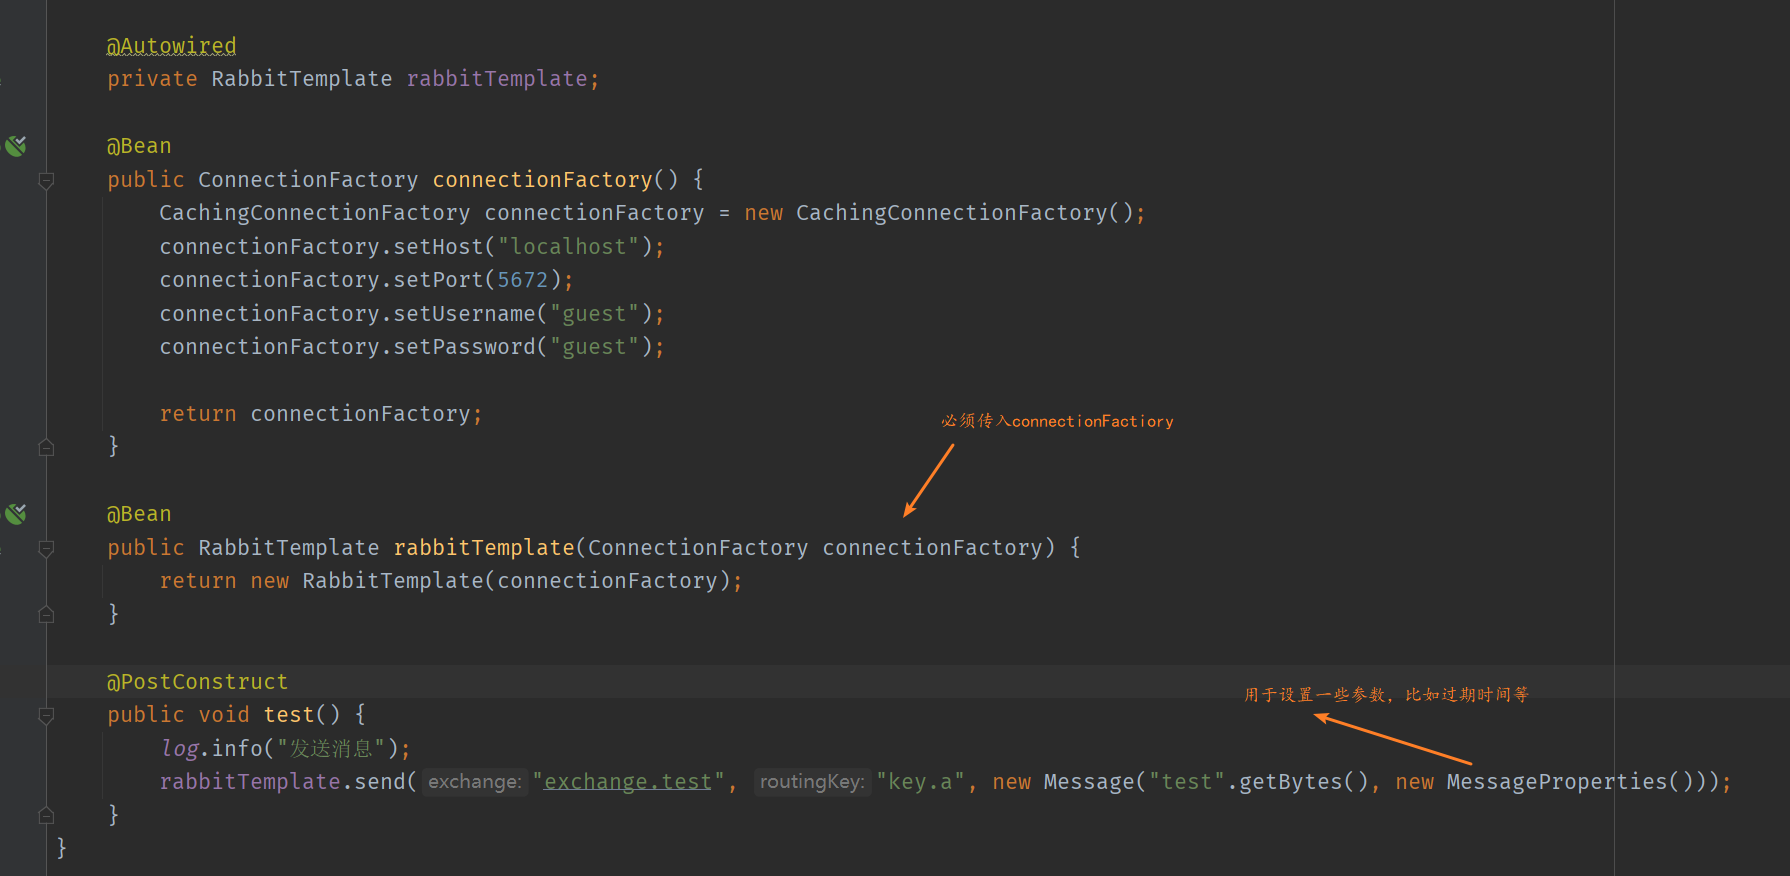 @Autowired
private RabbitTemplate rabbitTemplate;
@Bean
public ConnectionFactory connectionFactory() {
CachingConnectionFactory connectionFactory = new CachingConnectionFactory();
connectionFactory.setHost("localhost");
connectionFactory.setPort(5672);
connectionFactory.setUsername("guest");
connectionFactory.setPassword("guest");
return connectionFactory;
必须传入connectionFactiory
}
@Bean
public RabbitTemplate rabbitTemplate(ConnectionFactory connectionFactory) {
return new RabbitTemplate(connectionFactory);
}
@PostConstruct
用于设置一些参数，比如过期时间等
public void test() {
log.info("发送消息");
rabbitTemplate.send( exchange: "exchange.test", routingKey: "key.a", new Message("test".getBytes(), new MessageProperties()));
}
}